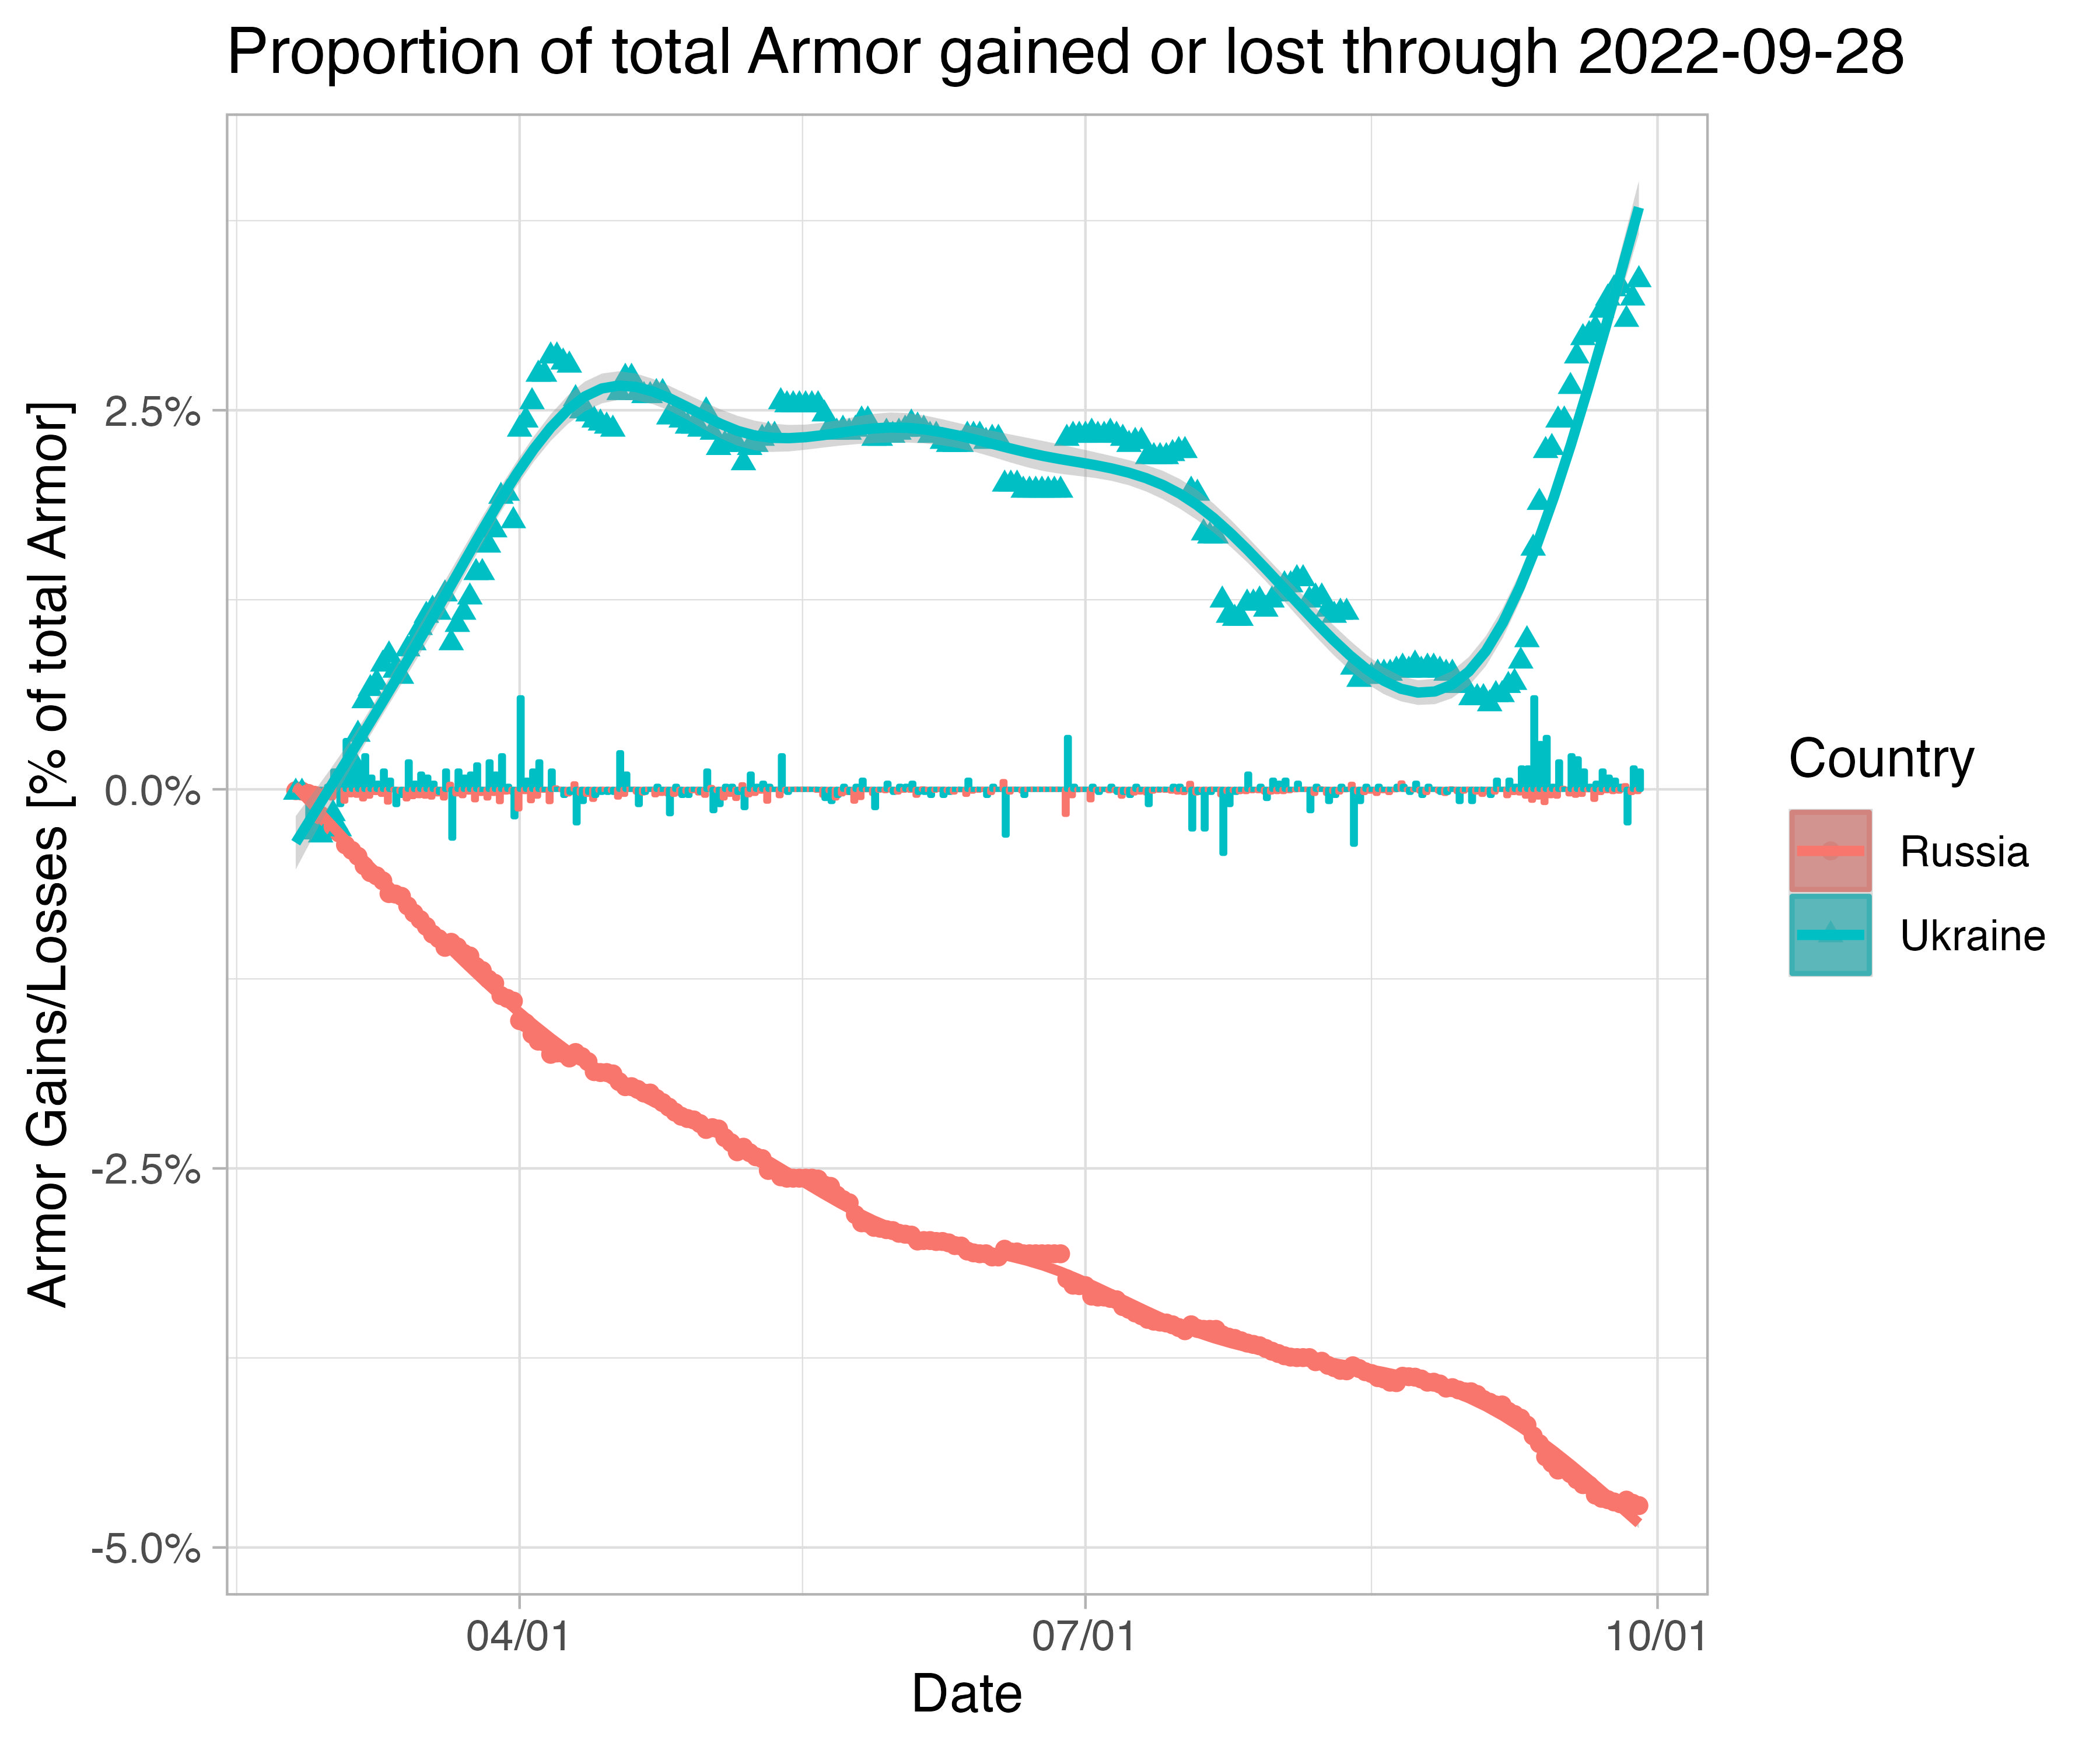 Proportion of total Armor gained or lost through 2022-09-28
Armor Gains/Losses [% of total Armor]
2.5%
0.0%
-2.5%
-5.0%
04/01
07/01
10/01
Date
Country
Russia
Ukraine